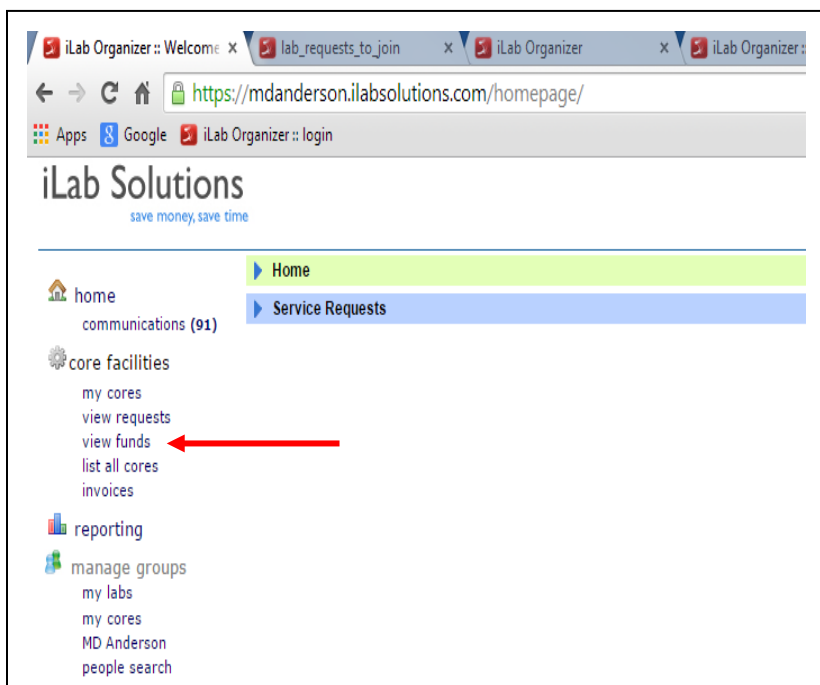 iLab Organizer :: Welcome
lab_requests_to_join
iLab Organizer
iLab Organizer :
https://mdanderson.ilabsolutions.com/homepage/
Apps Google iLab Organizer :: login
iLab Solutions
save money, save time
Home
Service Requests
home
communications (91)
core facilities
my cores
view requests
view funds
list all cores
invoices
reporting
manage groups
my labs
my cores
MD Anderson
people search